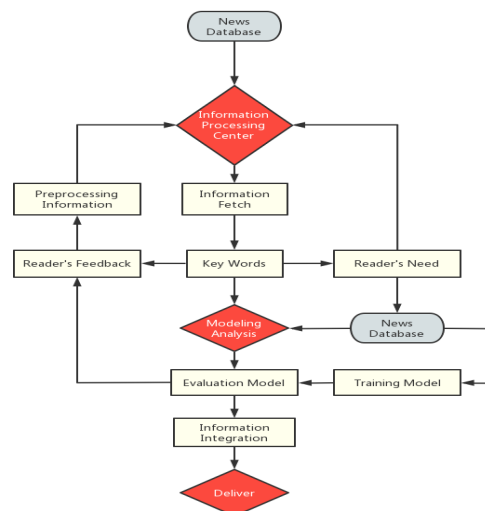 News
Database
Information
Processing
Center
Preprocessing
Information
Information
Fetch
Reader's Feedback
Key Words
Reader's Need
Modeling
Analysis
News
Database
Evaluation Model
Training Model
Information
Integration
Deliver